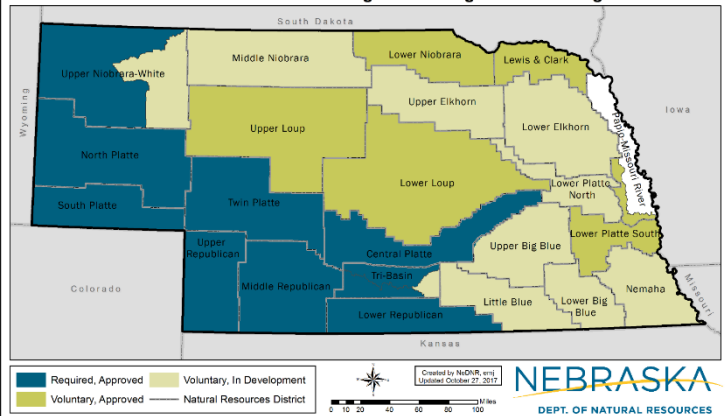 South Dakota
Lower Niobrara
Lewis & Clark
Middle Niobrara
Upper Niobrara-White
Upper Elkhorn
Wyoming
Iowa
Papio-Missouri River
Upper Loup
Lower Elkhorn
North Platte
Lower Loup
Lower Platte
North
South Platte
Twin Platte
Lower Platte South
Upper
Republican
Central Platte
Upper Big Blue
Tri-Basin
Colorado
Middle Republican
Nemaha
Missouri
Little Blue
Lower Big
Blue
Lower Republican
Kansas
Required, Approved
Voluntary, In Development
Voluntary, Approved
Natural Resources District
Created by NeDNR, emj
Updated October 27, 2017
Miles
0 10 20 40 60 80 100
NEBRASKA
DEPT. OF NATURAL RESOURCES